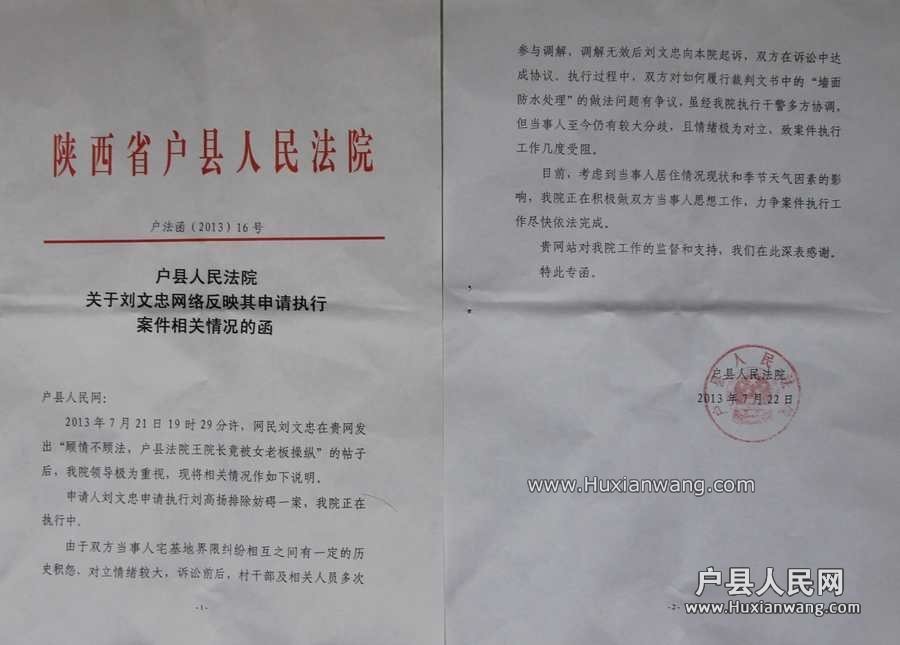 陕西省户县人民法院
户法函（2013）16号
户县人民法院
关于刘文忠网络反映其申请执行
案件相关情况的函
户县人民网：
2013年7月21日19时29分许，网民刘文忠在贵网发
出“顾情不顾法，户县法院王院长竟被女老板操纵”的帖子
后，我院领导极为重视，现将相关情况作如下说明。
申请人刘文忠申请执行刘高扬排除妨碍一案，我院正在
执行中。
由于双方当事人宅基地界限纠纷相互之间有一定的历
史积怨、对立情绪较大，诉讼前后，村干部及相关人员多次
-1-
参与调解，调解无效后刘文忠向本院起诉，双方在诉讼中达
成协议。执行过程中，双方对如何履行裁判文书中的“墙面
防水处理”的做法问题有争议，虽经我院执行干警多方协调。
但当事人至今仍有较大分歧，且情绪极为对立、致案件执行
工作几度受阻。
目前，考虑到当事人居住情况现状和季节天气因素的影
响，我院正在积极做双方当事人思想工作，力争案件执行工
作尽快依法完成。
贵网站对我院工作的监督和支持，我们在此深表感谢。
特此专函。
户县人民法院
户县人民法院
2013年7月22日
www.Huxianwang.com
-2-
户县人民网
www.Huxianwang.com